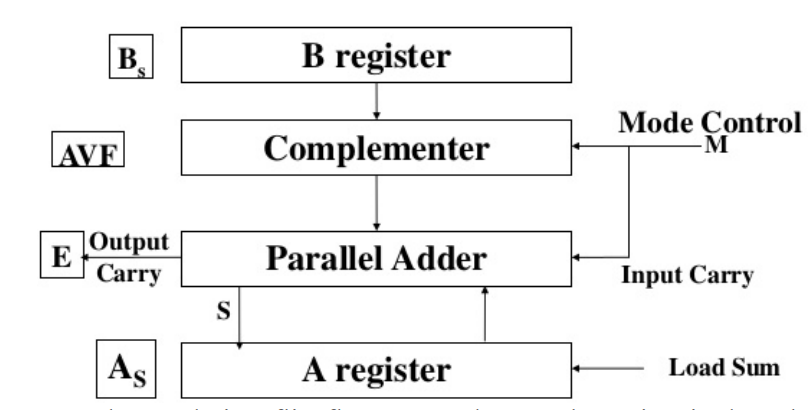 Bs
B register
Mode Control
M
AVF
Complementer
E
Output
Carry
Parallel Adder
Input Carry
S
AS
A register
Load Sum